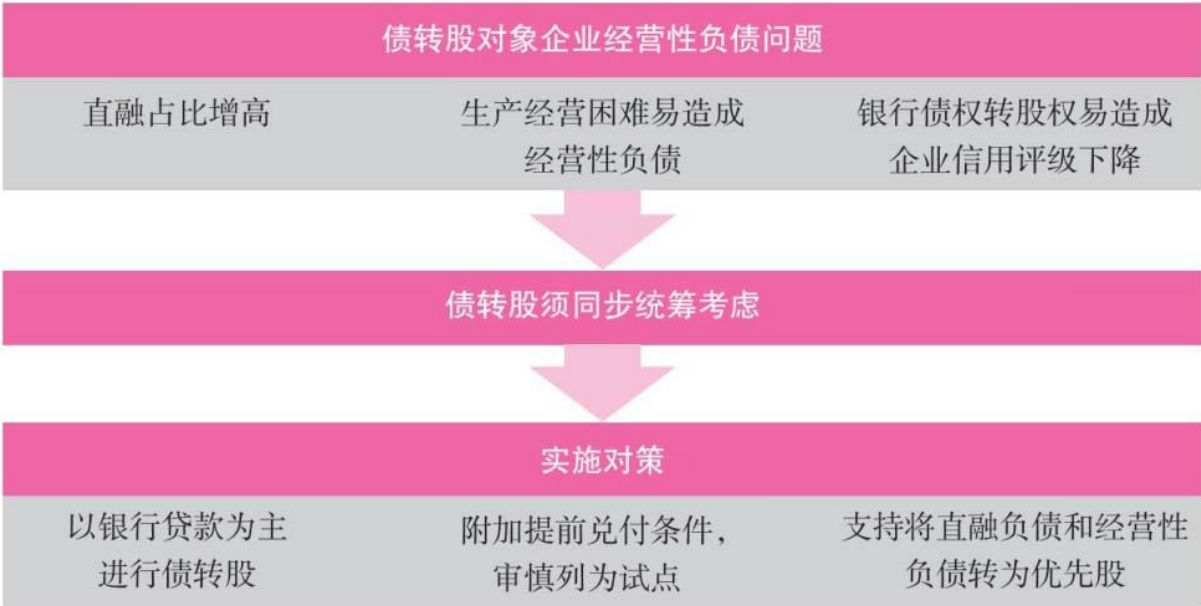 债转股对象企业经营性负债问题
直融占比增高
生产经营困难易造成
经营性负债
银行债权转股权易造成
企业信用评级下降
债转股须同步统筹考虑
实施对策
以银行贷款为主
进行债转股
附加提前兑付条件，
审慎列为试点
支持将直融负债和经营性
负债转为优先股